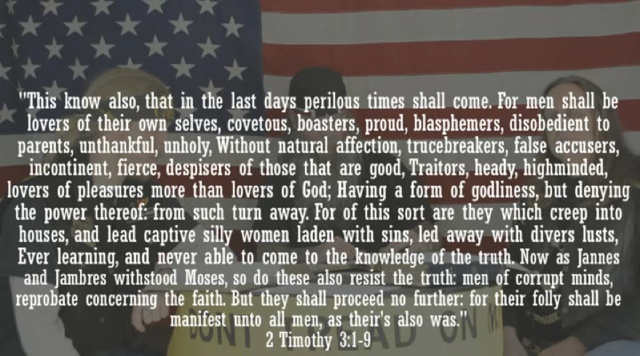 "This know also, that in the last days perilous times shall come. For men shall be
lovers of their own selves, covetous, boasters, proud, blasphemers, disobedient to
parents, unthankful, unholy, Without natural affection, trucebreakers, false accusers,
incontinent, fierce, despisers of those that are good, Traitors, heady, highminded,
lovers of pleasures more than lovers of God; Having a form of godliness, but denying
the power thereof: from such turn away. For of this sort are they which creep into
houses, and lead captive silly women laden with sins, led away with divers lusts,
Ever learning, and never able to come to the knowledge of the truth. Now as Jannes
and Jambres withstood Moses, so do these also resist the truth: men of corrupt minds,
reprobate concerning the faith. But they shall proceed no further: for their folly shall be
manifest unto all men, as their's also was."
2 Timothy 3:1-9
DONT TREAD ON